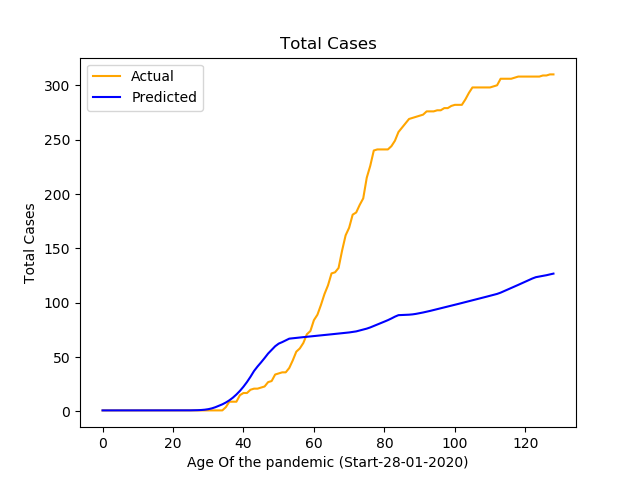 Total Cases
Actual
Predicted
Total Cases
300
250
200
150
100
50
0
0 20 40 60 80 100 120
Age Of the pandemic (Start-28-01-2020)